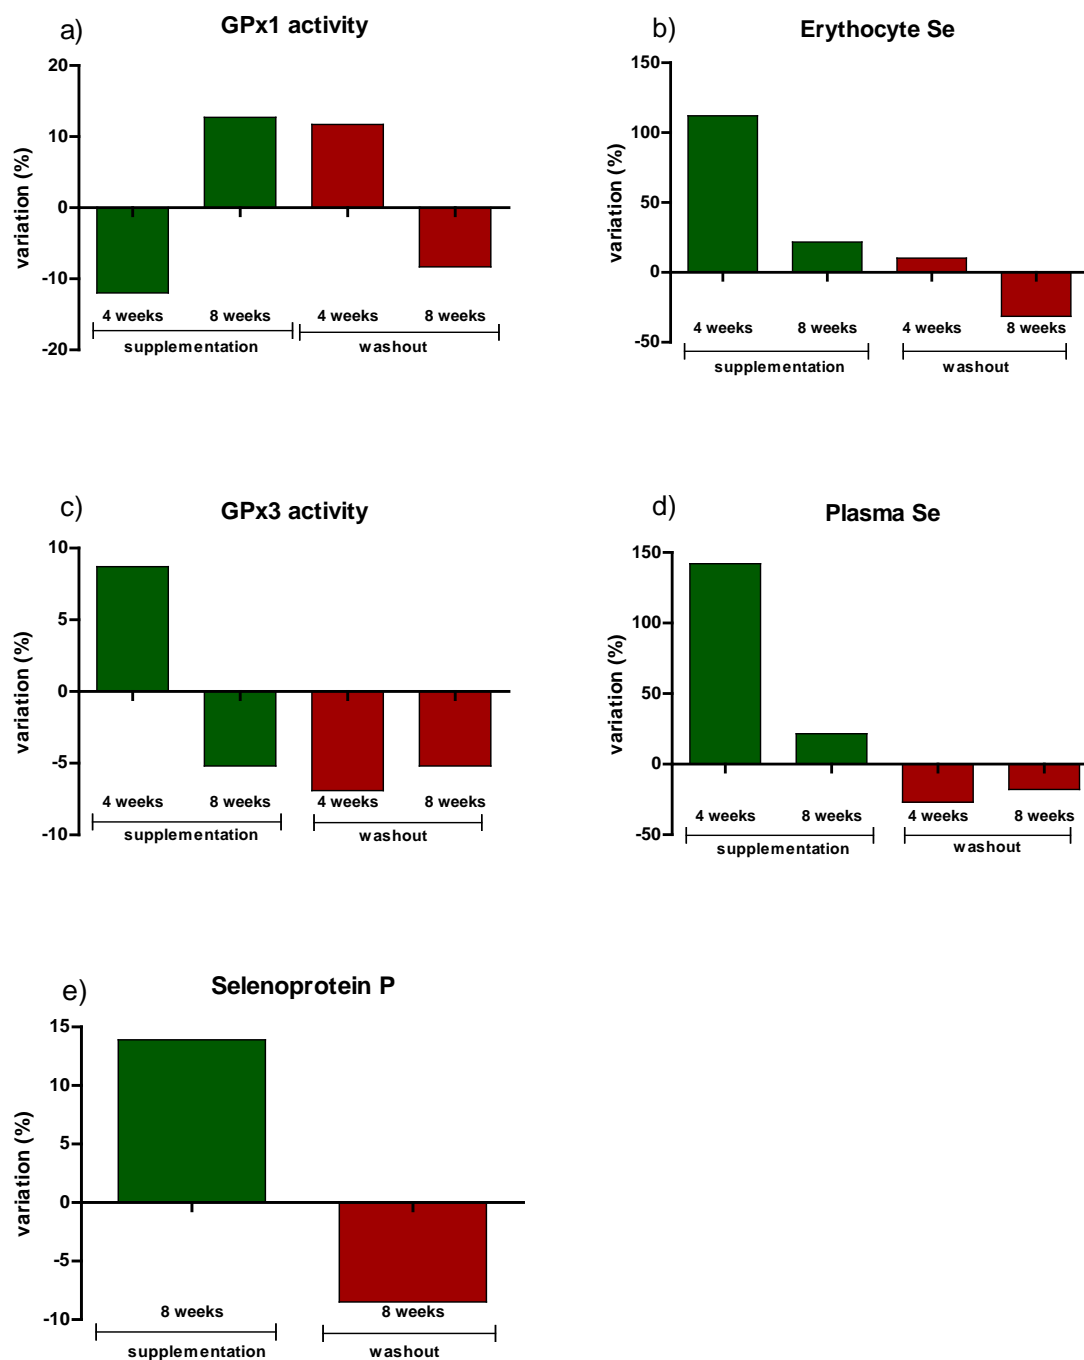 a)
GPx1 activity
variation (%)
20
10
0
-10
-20
4 weeks 8 weeks 4 weeks 8 weeks
supplementation washout
b)
Erythocyte Se
variation (%)
150
100
50
0
-50
4 weeks 8 weeks 4 weeks 8 weeks
supplementation washout
c)
GPx3 activity
variation (%)
10
5
0
-5
-10
4 weeks 8 weeks 4 weeks 8 weeks
supplementation washout
d)
Plasma Se
variation (%)
150
100
50
0
-50
4 weeks 8 weeks 4 weeks 8 weeks
supplementation washout
e)
Selenoprotein P
variation (%)
15
10
5
0
-5
-10
8 weeks 8 weeks
supplementation washout